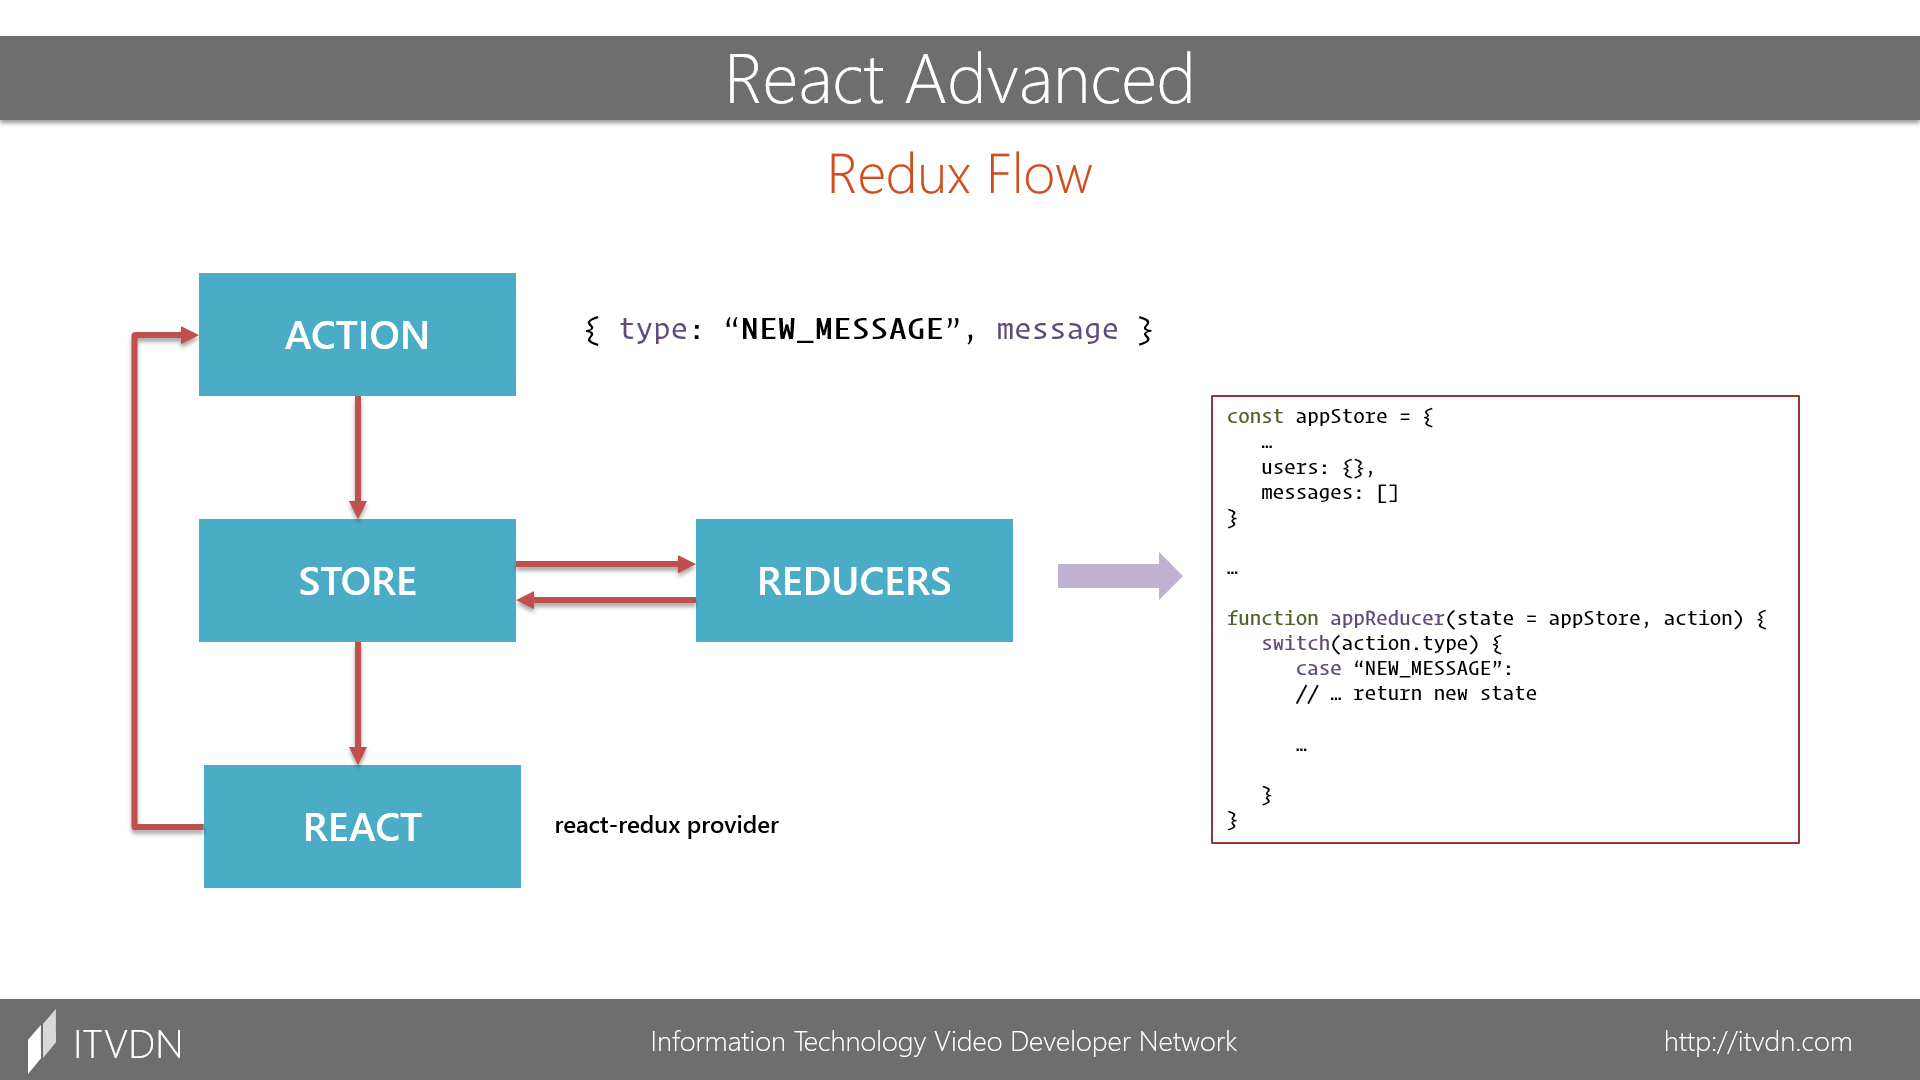 React Advanced
Redux Flow
ACTION
{ type: “NEW_MESSAGE”, message }
STORE
REDUCERS
REACT
react-redux provider
const appStore = {
…
users: {},
messages: []
}
…
function appReducer(state = appStore, action) {
switch(action.type) {
case “NEW_MESSAGE”:
// … return new state
…
}
}
ITVDN
Information Technology Video Developer Network
http://itvdn.com